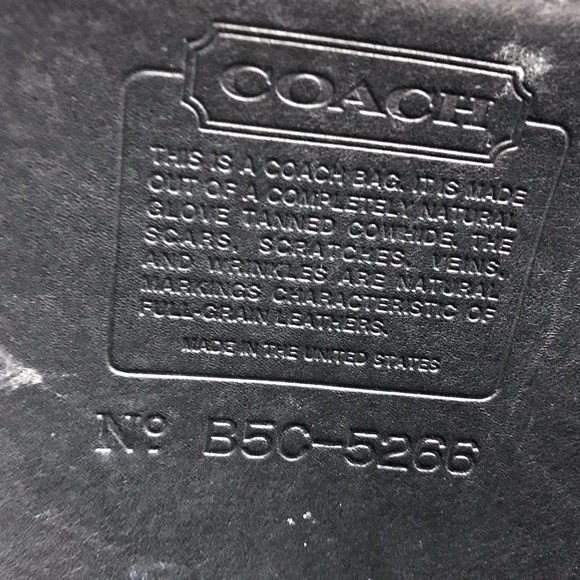 COACH
THIS IS A COACH BAG. IT IS MADE
OUT OF A COMPLETELY NATURAL
GLOVE TANNED COWHIDE. THE
SCARS, SCRATCHES, VEINS,
AND WRINKLES ARE NATURAL
MARKINGS CHARACTERISTIC OF
FULL-GRAIN LEATHERS.
MADE IN THE UNITED STATES
Nº B5C-5266